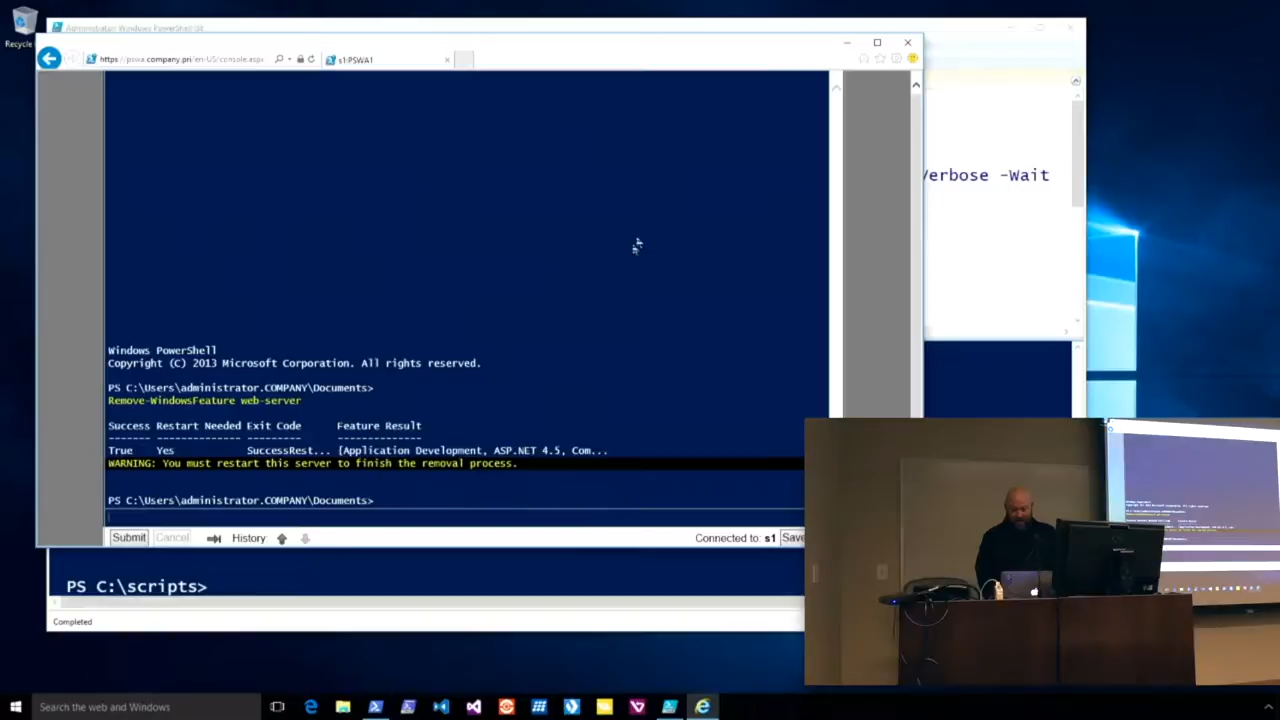 Recycle
Administrator: Windows PowerShell ISE
https://pswa.company.pri/en-US/console.aspx
s1:PSWA1
Verbose -Wait
Windows PowerShell
Copyright (C) 2013 Microsoft Corporation. All rights reserved.
PS C:\Users\administrator.COMPANY\Documents>
Remove-WindowsFeature web-server
Success Restart Needed Exit Code Feature Result
------- -------------- --------- --------------
True Yes SuccessRest... {Application Development, ASP.NET 4.5, Com...
WARNING: You must restart this server to finish the removal process.
PS C:\Users\administrator.COMPANY\Documents>
Submit Cancel History: Connected to: s1 Save
PS C:\scripts>
Completed
Search the web and Windows